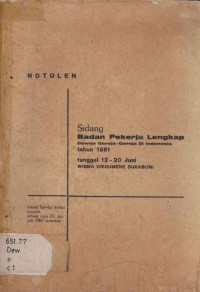 NOTULEN
Sidang
Badan Pekerja Lengkap
Dewan Gereja-Gereja Di Indonesia
tahun 1981
tanggal 12 - 20 Juni
WISMA OIKOUMENE SUKABUMI
651.77
Dew
s
c.1